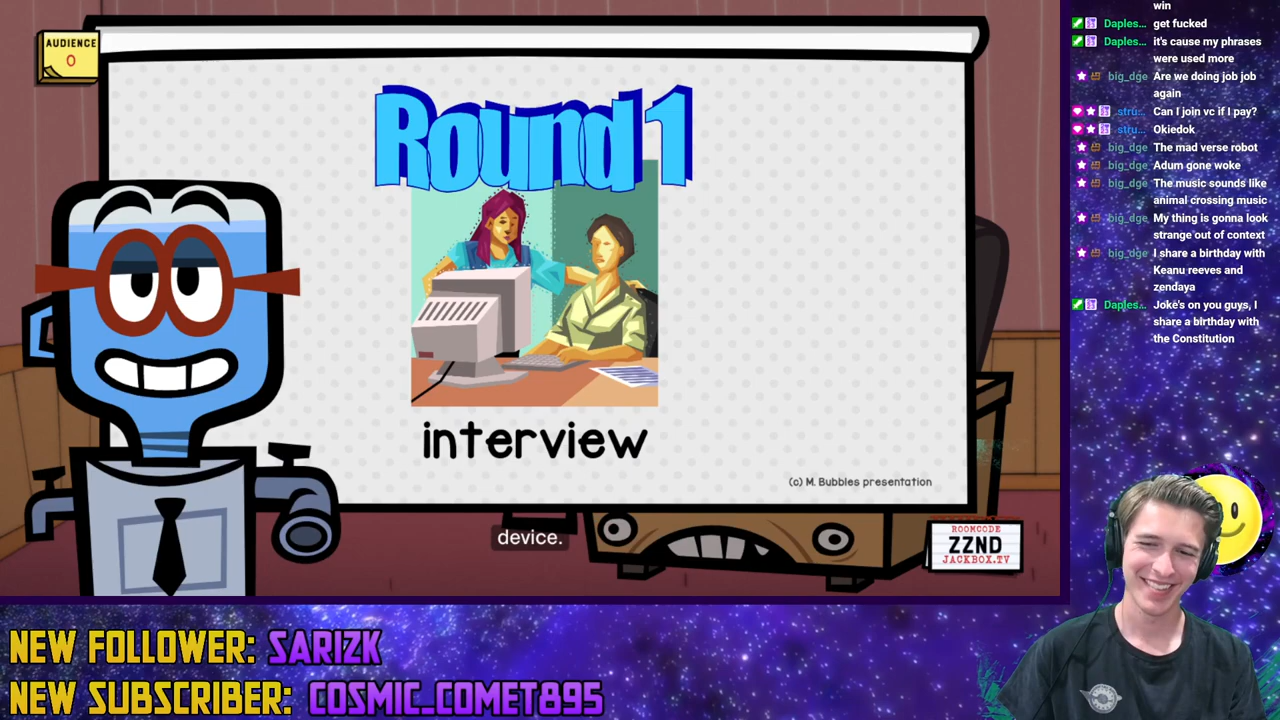 AUDIENCE
0
Round 1
interview
(c) M. Bubbles presentation
device.
ROOMCODE
ZZND
JACKBOX.TV
win
Daples... get fucked
Daples... it's cause my phrases
were used more
big_dge Are we doing job job
again
stru... Can I join vc if I pay?
stru... Okiedok
big_dge The mad verse robot
big_dge Adum gone woke
big_dge The music sounds like
animal crossing music
big_dge My thing is gonna look
strange out of context
big_dge I share a birthday with
Keanu reeves and
zendaya
Daples... Joke's on you guys, I
share a birthday with
the Constitution
NEW FOLLOWER: SARIZK
NEW SUBSCRIBER: COSMIC_COMET895